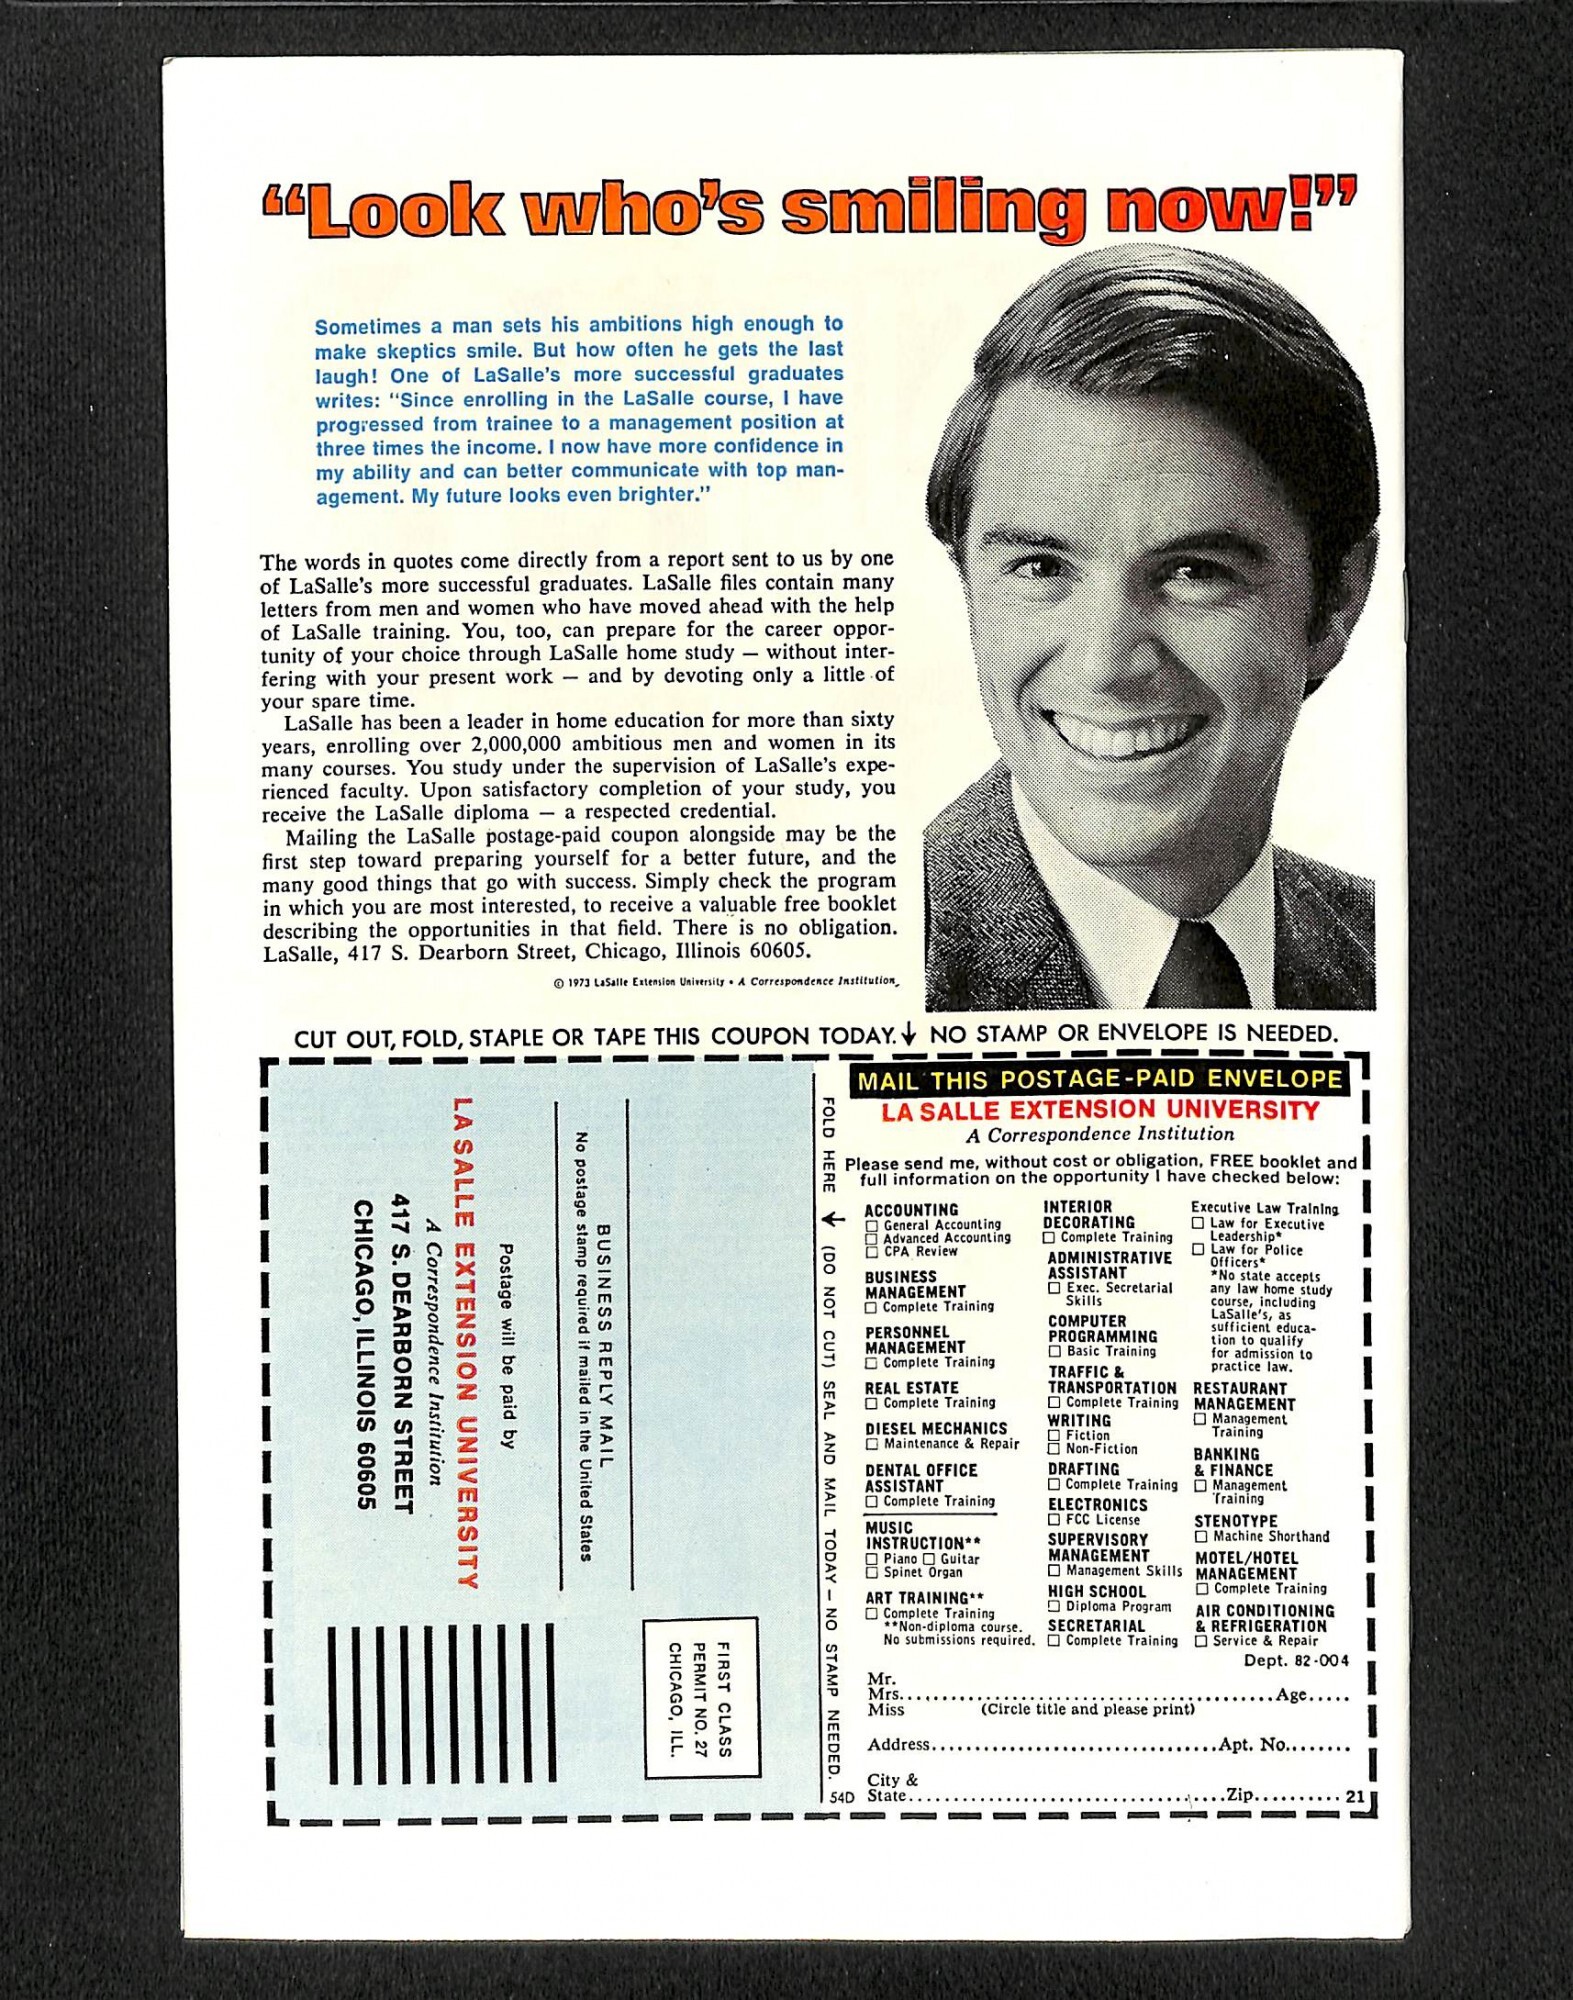 “Look who’s smiling now!”
Sometimes a man sets his ambitions high enough to
make skeptics smile. But how often he gets the last
laugh! One of LaSalle’s more successful graduates
writes: “Since enrolling in the LaSalle course, I have
progressed from trainee to a management position at
three times the income. I now have more confidence in
my ability and can better communicate with top man-
agement. My future looks even brighter.”
The words in quotes come directly from a report sent to us by one
of LaSalle’s more successful graduates. LaSalle files contain many
letters from men and women who have moved ahead with the help
of LaSalle training. You, too, can prepare for the career oppor-
tunity of your choice through LaSalle home study — without inter-
fering with your present work — and by devoting only a little of
your spare time.
LaSalle has been a leader in home education for more than sixty
years, enrolling over 2,000,000 ambitious men and women in its
many courses. You study under the supervision of LaSalle’s expe-
rienced faculty. Upon satisfactory completion of your study, you
receive the LaSalle diploma — a respected credential.
Mailing the LaSalle postage-paid coupon alongside may be the
first step toward preparing yourself for a better future, and the
many good things that go with success. Simply check the program
in which you are most interested, to receive a valuable free booklet
describing the opportunities in that field. There is no obligation.
LaSalle, 417 S. Dearborn Street, Chicago, Illinois 60605.
© 1973 LaSalle Extension University • A Correspondence Institution
CUT OUT, FOLD, STAPLE OR TAPE THIS COUPON TODAY.↓ NO STAMP OR ENVELOPE IS NEEDED.
FIRST CLASS
PERMIT NO. 27
CHICAGO, ILL.
BUSINESS REPLY MAIL
No postage stamp required if mailed in the United States
Postage will be paid by
LA SALLE EXTENSION UNIVERSITY
A Correspondence Institution
417 S. DEARBORN STREET
CHICAGO, ILLINOIS 60605
FOLD HERE ↓ (DO NOT CUT) SEAL AND MAIL TODAY — NO STAMP NEEDED.
54D
MAIL THIS POSTAGE-PAID ENVELOPE
LA SALLE EXTENSION UNIVERSITY
A Correspondence Institution
Please send me, without cost or obligation, FREE booklet and
full information on the opportunity I have checked below:
ACCOUNTING
☐ General Accounting
☐ Advanced Accounting
☐ CPA Review
BUSINESS
MANAGEMENT
☐ Complete Training
PERSONNEL
MANAGEMENT
☐ Complete Training
REAL ESTATE
☐ Complete Training
DIESEL MECHANICS
☐ Maintenance & Repair
DENTAL OFFICE
ASSISTANT
☐ Complete Training
MUSIC
INSTRUCTION**
☐ Piano ☐ Guitar
☐ Spinet Organ
ART TRAINING**
☐ Complete Training
**Non-diploma course.
No submissions required.
INTERIOR
DECORATING
☐ Complete Training
ADMINISTRATIVE
ASSISTANT
☐ Exec. Secretarial
Skills
COMPUTER
PROGRAMMING
☐ Basic Training
TRAFFIC &
TRANSPORTATION
☐ Complete Training
WRITING
☐ Fiction
☐ Non-Fiction
DRAFTING
☐ Complete Training
ELECTRONICS
☐ FCC License
SUPERVISORY
MANAGEMENT
☐ Management Skills
HIGH SCHOOL
☐ Diploma Program
SECRETARIAL
☐ Complete Training
Executive Law Training
☐ Law for Executive
Leadership*
☐ Law for Police
Officers*
*No state accepts
any law home study
course, including
LaSalle’s, as
sufficient educa-
tion to qualify
for admission to
practice law.
RESTAURANT
MANAGEMENT
☐ Management
Training
BANKING
& FINANCE
☐ Management
Training
STENOTYPE
☐ Machine Shorthand
MOTEL/HOTEL
MANAGEMENT
☐ Complete Training
AIR CONDITIONING
& REFRIGERATION
☐ Service & Repair
Dept. 82-004
Mr.
Mrs..............................................Age.....
Miss (Circle title and please print)
Address...................................Apt. No........
City &
State.......................................Zip.......... 21